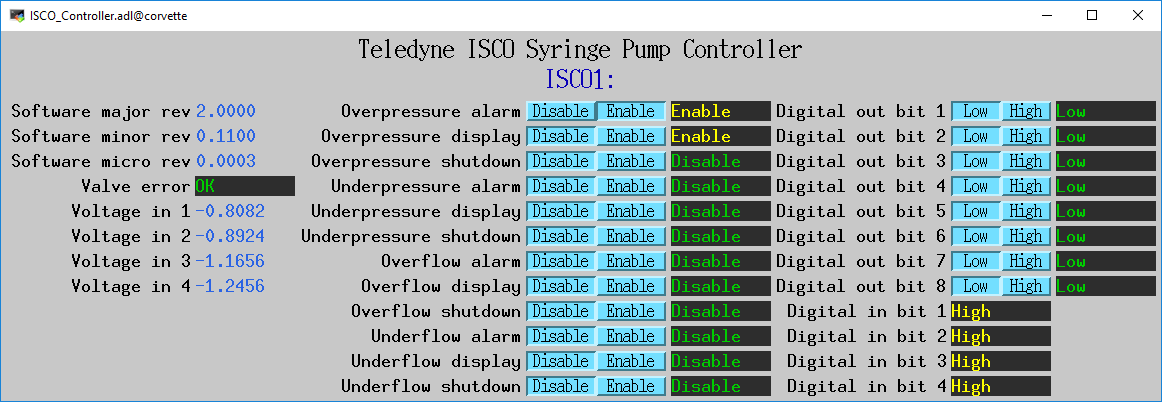 ISCO_Controller.adl@corvette
Teledyne ISCO Syringe Pump Controller
ISCO1:
Software major rev 2.0000 Overpressure alarm Disable Enable Enable Digital out bit 1 Low High Low
Software minor rev 0.1100 Overpressure display Disable Enable Enable Digital out bit 2 Low High Low
Software micro rev 0.0003 Overpressure shutdown Disable Enable Disable Digital out bit 3 Low High Low
Valve error OK Underpressure alarm Disable Enable Disable Digital out bit 4 Low High Low
Voltage in 1 -0.8082 Underpressure display Disable Enable Disable Digital out bit 5 Low High Low
Voltage in 2 -0.8924 Underpressure shutdown Disable Enable Disable Digital out bit 6 Low High Low
Voltage in 3 -1.1656 Overflow alarm Disable Enable Disable Digital out bit 7 Low High Low
Voltage in 4 -1.2456 Overflow display Disable Enable Disable Digital out bit 8 Low High Low
Overflow shutdown Disable Enable Disable Digital in bit 1 High
Underflow alarm Disable Enable Disable Digital in bit 2 High
Underflow display Disable Enable Disable Digital in bit 3 High
Underflow shutdown Disable Enable Disable Digital in bit 4 High